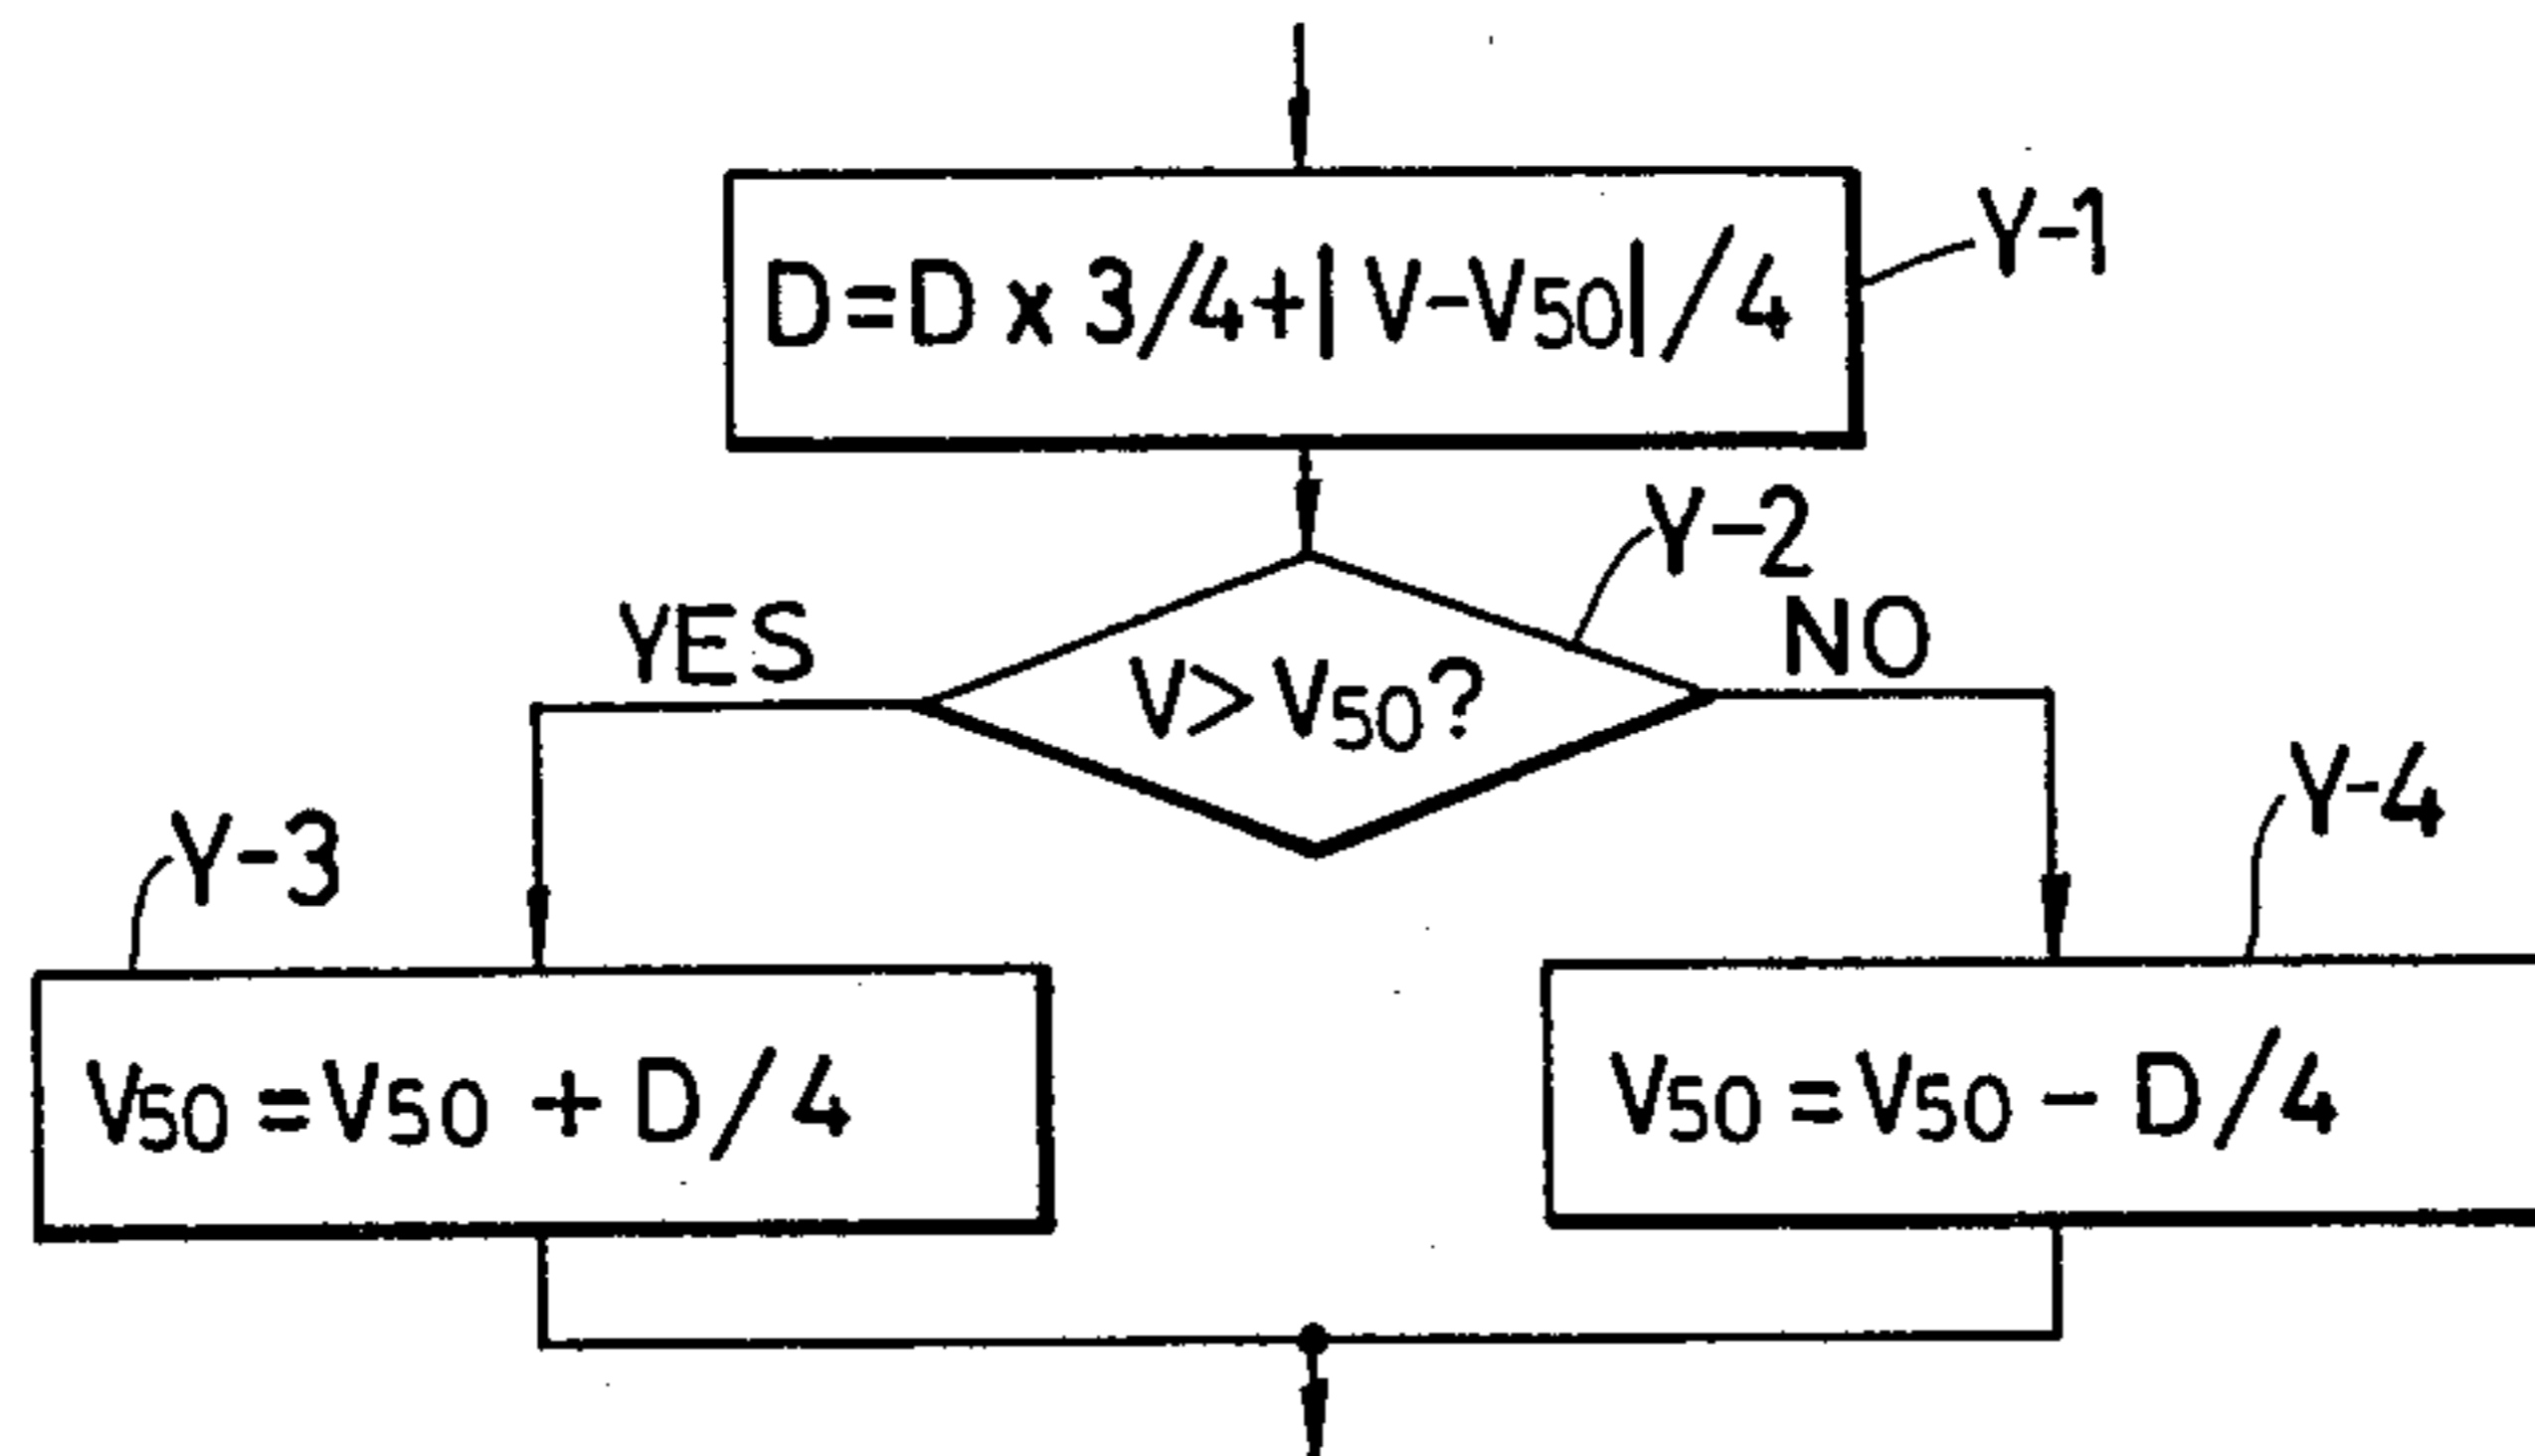 D=D x 3/4+|V-V50|/4
Y-1
Y-2
YES
NO
V>V50?
Y-3
Y-4
V50=V50 + D/4
V50=V50 - D/4